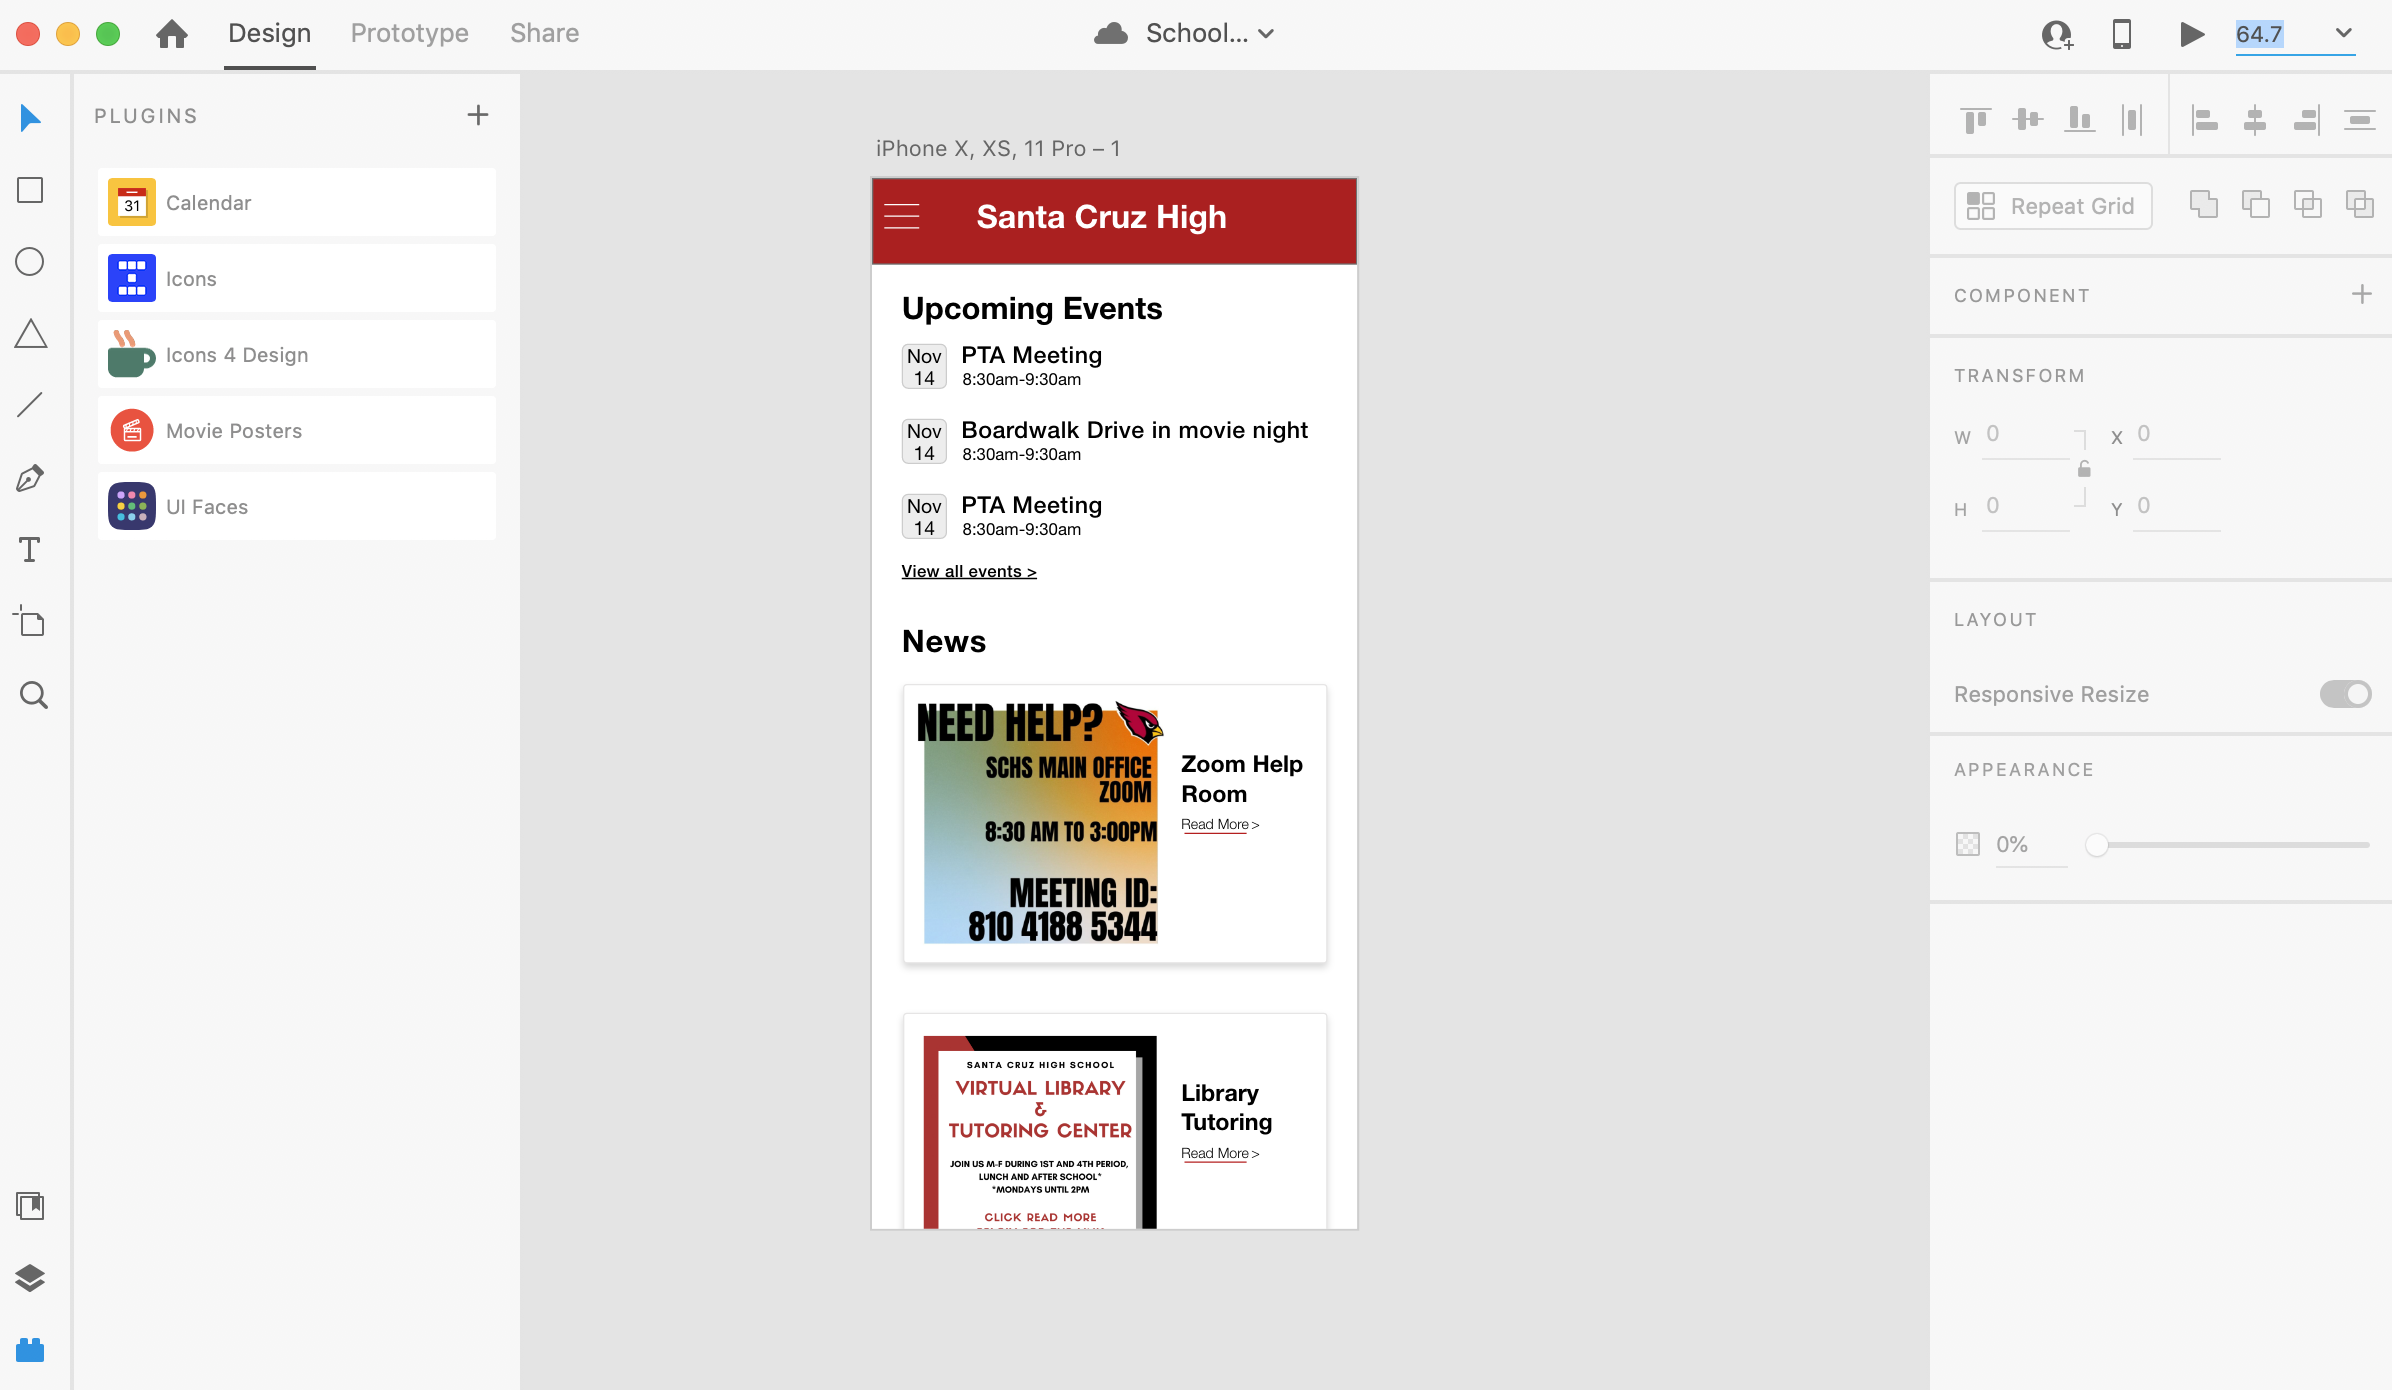 Design
Prototype
Share
School...
64.7
PLUGINS
31
Calendar
Icons
Icons 4 Design
Movie Posters
UI Faces
iPhone X, XS, 11 Pro – 1
Santa Cruz High
Upcoming Events
Nov
14
PTA Meeting
8:30am-9:30am
Nov
14
Boardwalk Drive in movie night
8:30am-9:30am
Nov
14
PTA Meeting
8:30am-9:30am
View all events >
News
NEED HELP?
SCHS MAIN OFFICE
ZOOM
8:30 AM TO 3:00PM
MEETING ID:
810 4188 5344
Zoom Help
Room
Read More >
SANTA CRUZ HIGH SCHOOL
VIRTUAL LIBRARY
&
TUTORING CENTER
JOIN US M-F DURING 1ST AND 4TH PERIOD,
LUNCH AND AFTER SCHOOL*
*MONDAYS UNTIL 2PM
CLICK READ MORE
Library
Tutoring
Read More >
Repeat Grid
COMPONENT
TRANSFORM
W 0
X 0
H 0
Y 0
LAYOUT
Responsive Resize
APPEARANCE
0%